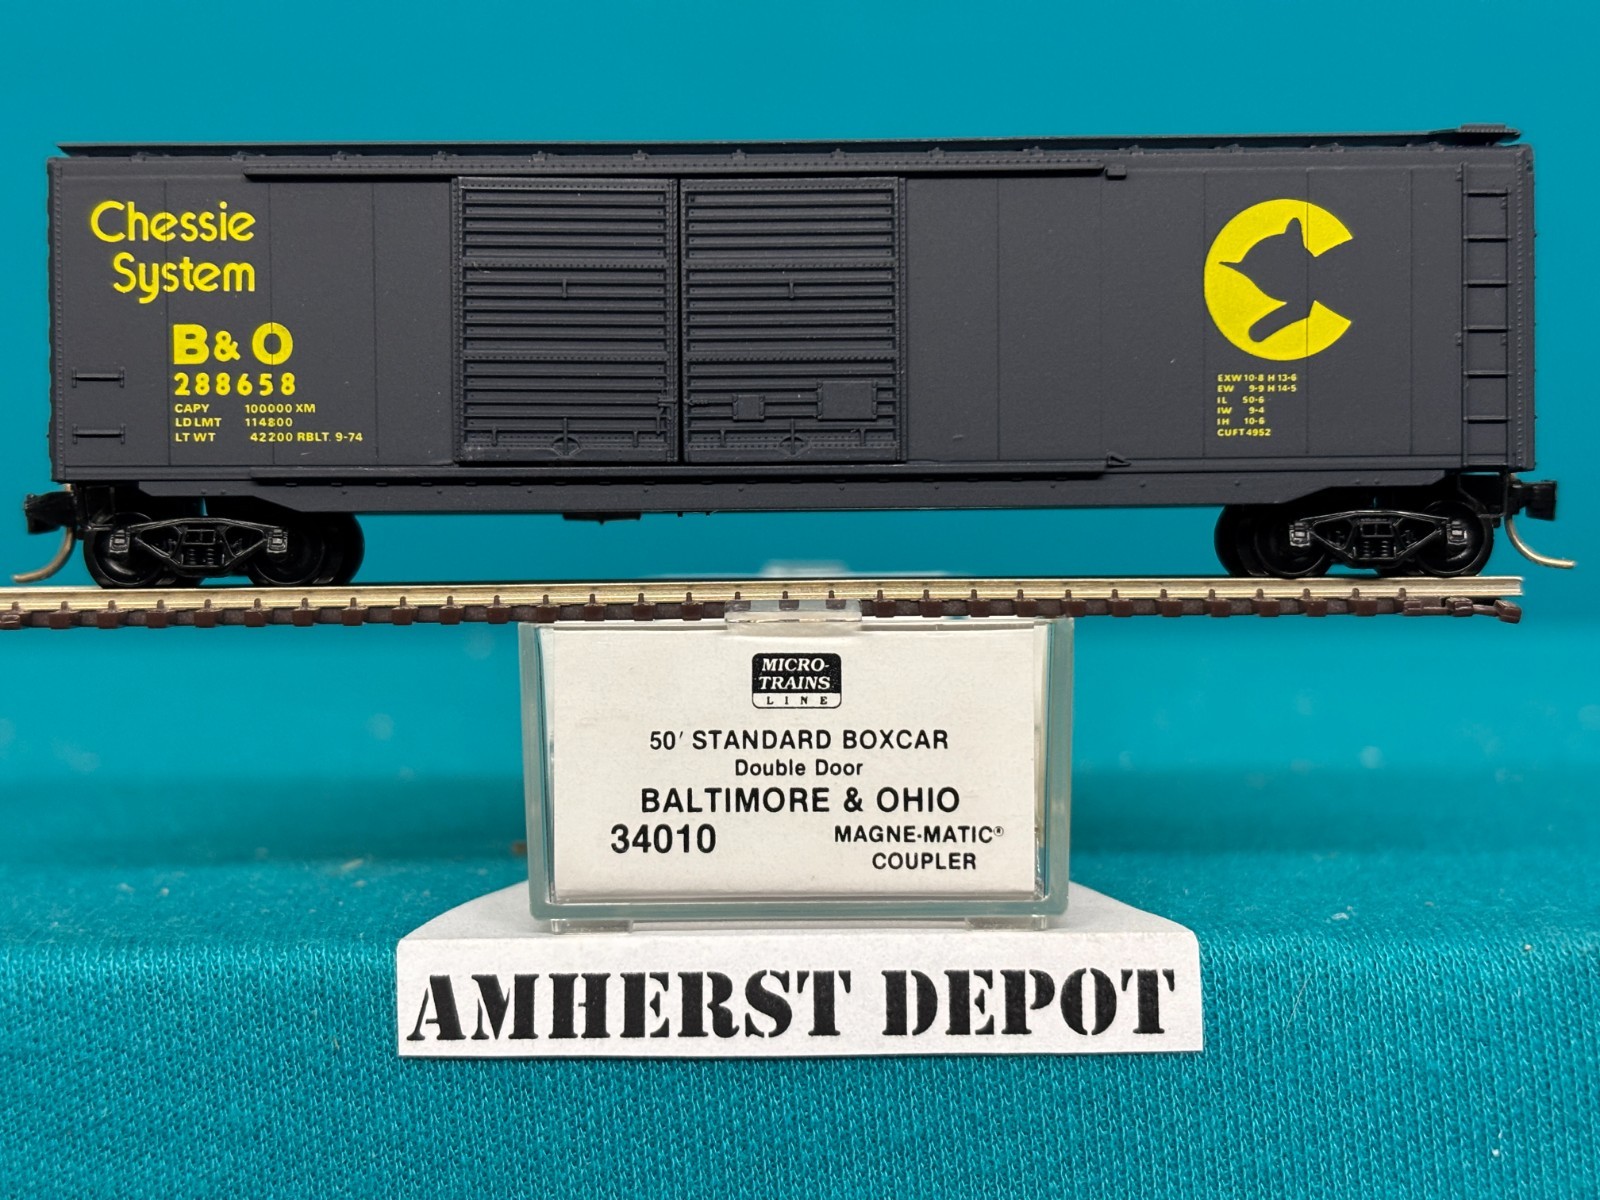 Chessie
System
B & O
288658
CAPY 100000 XM
LD LMT 114800
LT WT 42200 RBLT. 9-74
EXW 10-8 H 13-6
EW 9-9 H 14-5
IL 50-6
IW 9-4
IH 10-6
CUFT 4952
MICRO-
TRAINS
LINE
50' STANDARD BOXCAR
Double Door
BALTIMORE & OHIO
34010 MAGNE-MATIC®
COUPLER
AMHERST DEPOT